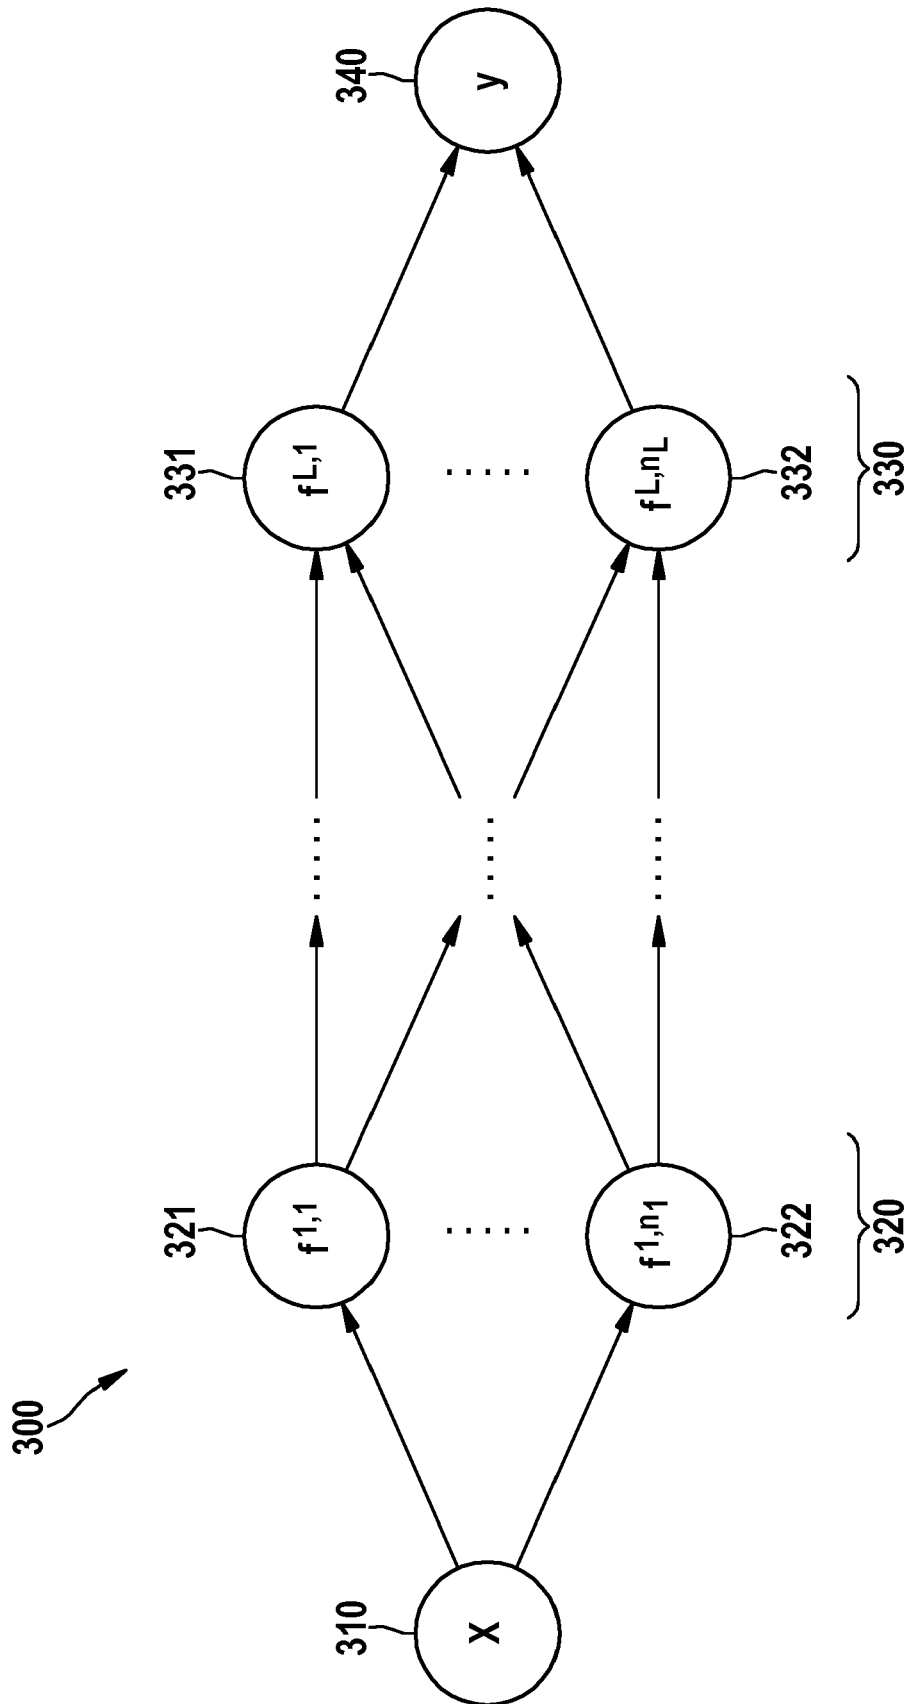 300
310
X
321
f1,1
.....
f1,n1
322
320
.....
.....
.....
331
fL,1
.....
fL,nL
332
330
340
y